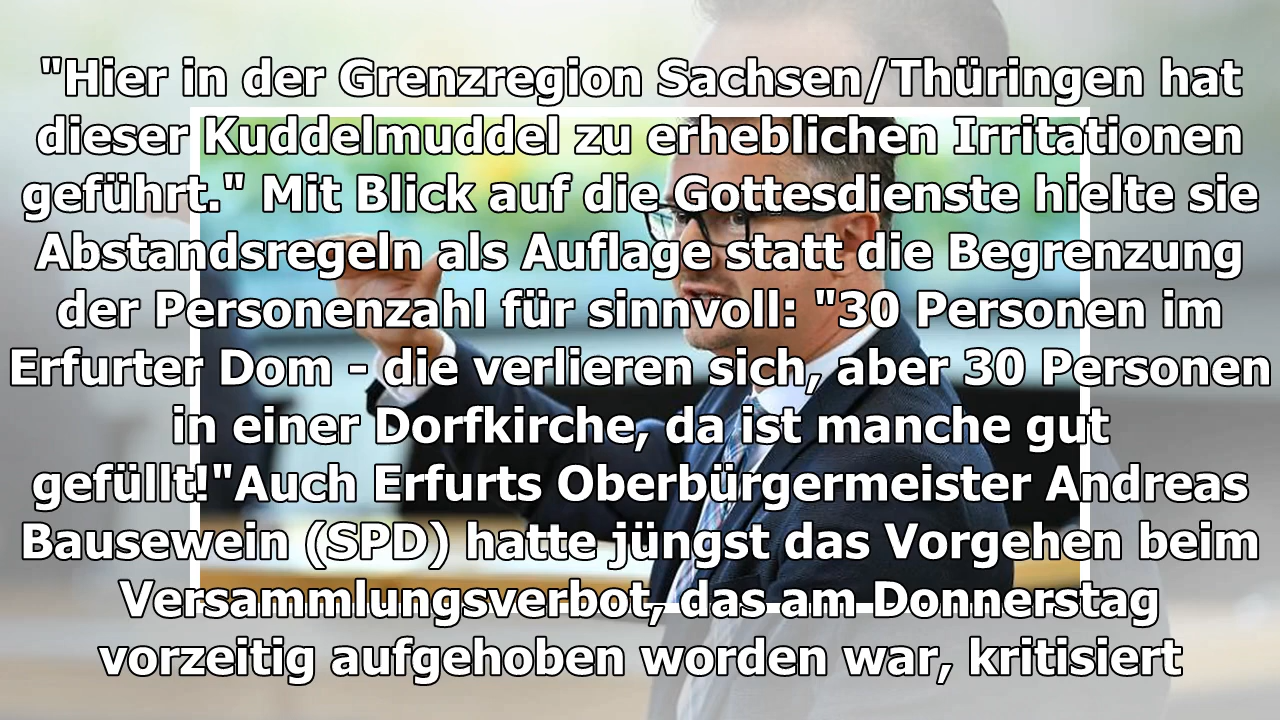 "Hier in der Grenzregion Sachsen/Thüringen hat
dieser Kuddelmuddel zu erheblichen Irritationen
geführt." Mit Blick auf die Gottesdienste hielte sie
Abstandsregeln als Auflage statt die Begrenzung
der Personenzahl für sinnvoll: "30 Personen im
Erfurter Dom - die verlieren sich, aber 30 Personen
in einer Dorfkirche, da ist manche gut
gefüllt!"Auch Erfurts Oberbürgermeister Andreas
Bausewein (SPD) hatte jüngst das Vorgehen beim
Versammlungsverbot, das am Donnerstag
vorzeitig aufgehoben worden war, kritisiert